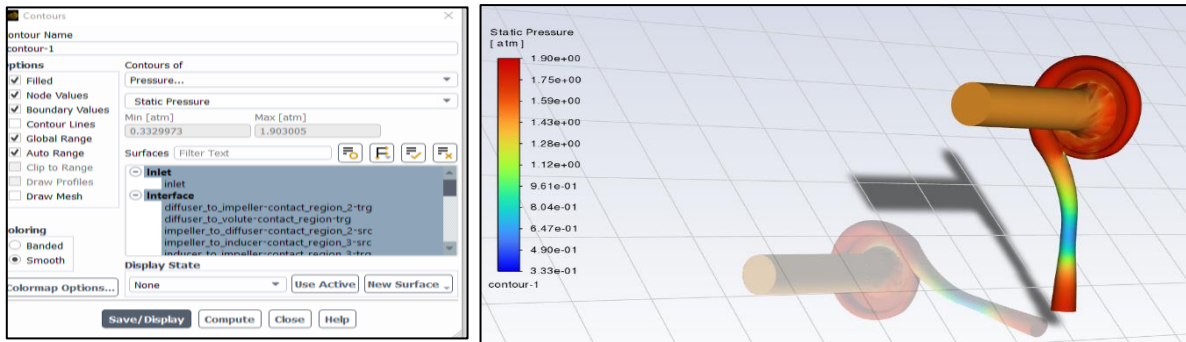 Contours
ontour Name
contour-1
ptions
Filled
Node Values
Boundary Values
Contour Lines
Global Range
Auto Range
Clip to Range
Draw Profiles
Draw Mesh
oloring
Banded
Smooth
Colormap Options...
Contours of
Pressure...
Static Pressure
Min [atm] Max [atm]
0.3329973 1.903005
Surfaces Filter Text
Inlet
inlet
Interface
diffuser_to_impeller-contact_region_2-trg
diffuser_to_volute-contact_region-trg
impeller_to_diffuser-contact_region_2-src
impeller_to_inducer-contact_region_3-src
inducer_to_impeller-contact_region_3-trg
Display State
None Use Active New Surface
Save/Display Compute Close Help
Static Pressure
[ atm ]
1.90e+00
1.75e+00
1.59e+00
1.43e+00
1.28e+00
1.12e+00
9.61e-01
8.04e-01
6.47e-01
4.90e-01
3.33e-01
contour-1